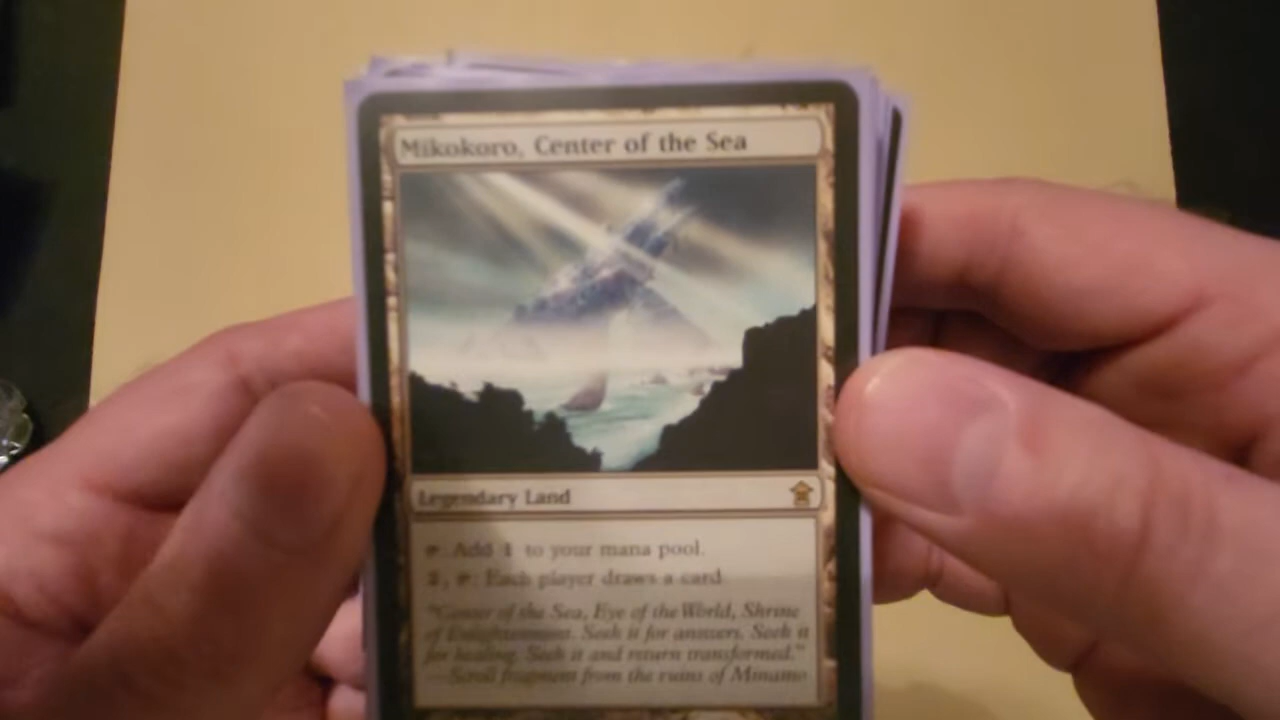 Mikokoro, Center of the Sea
Legendary Land
: Add 1 to your mana pool.
2, : Each player draws a card.
"Center of the Sea, Eye of the World, Shrine
of Enlightenment. Seek it for answers. Seek it
for healing. Seek it and return transformed."
—Scroll fragment from the ruins of Minamo